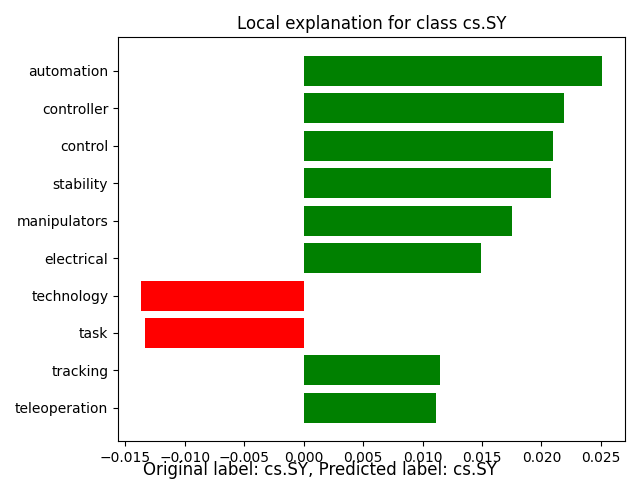 Local explanation for class cs.SY
automation
controller
control
stability
manipulators
electrical
technology
task
tracking
teleoperation
−0.015 −0.010 −0.005 0.000 0.005 0.010 0.015 0.020 0.025
Original label: cs.SY, Predicted label: cs.SY